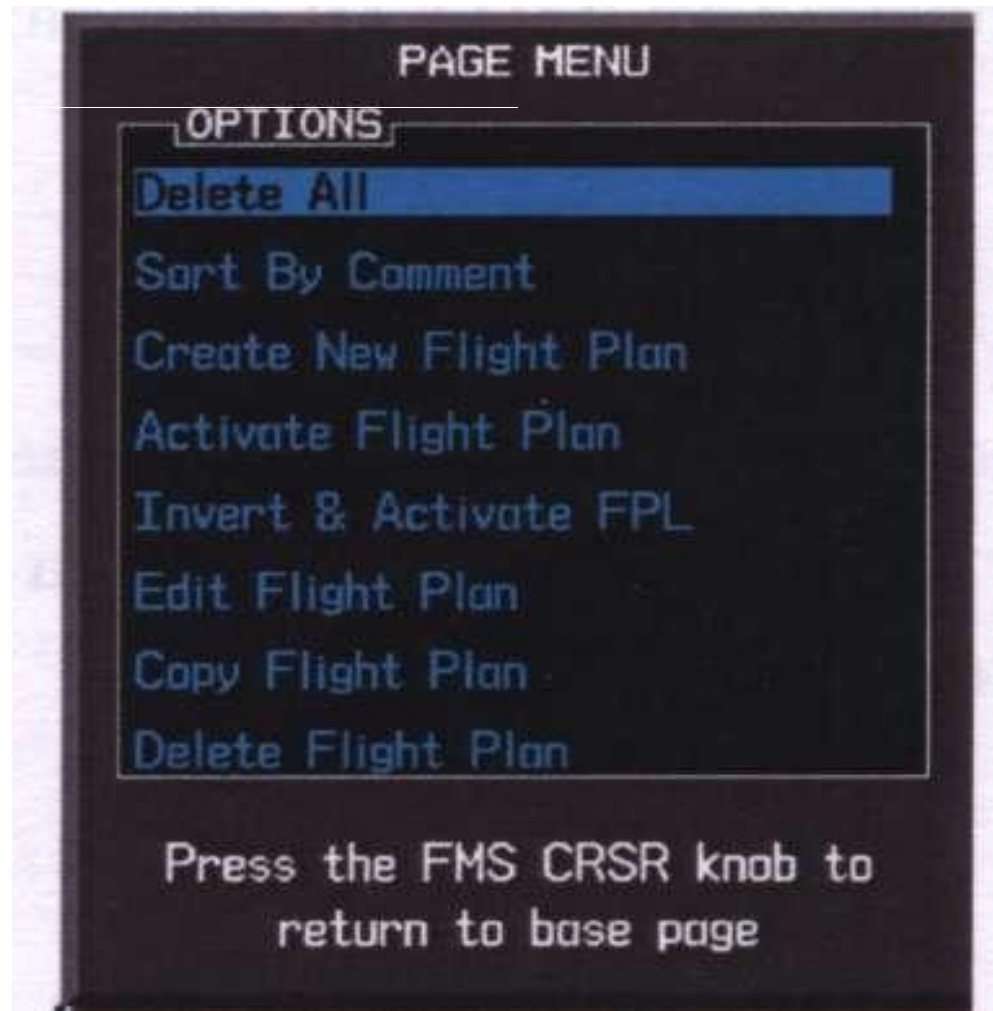 PAGE MENU
OPTIONS
Delete All
Sort By Comment
Create New Flight Plan
Activate Flight Plan
Invert & Activate FPL
Edit Flight Plan
Copy Flight Plan
Delete Flight Plan
Press the FMS CRSR knob to
return to base page